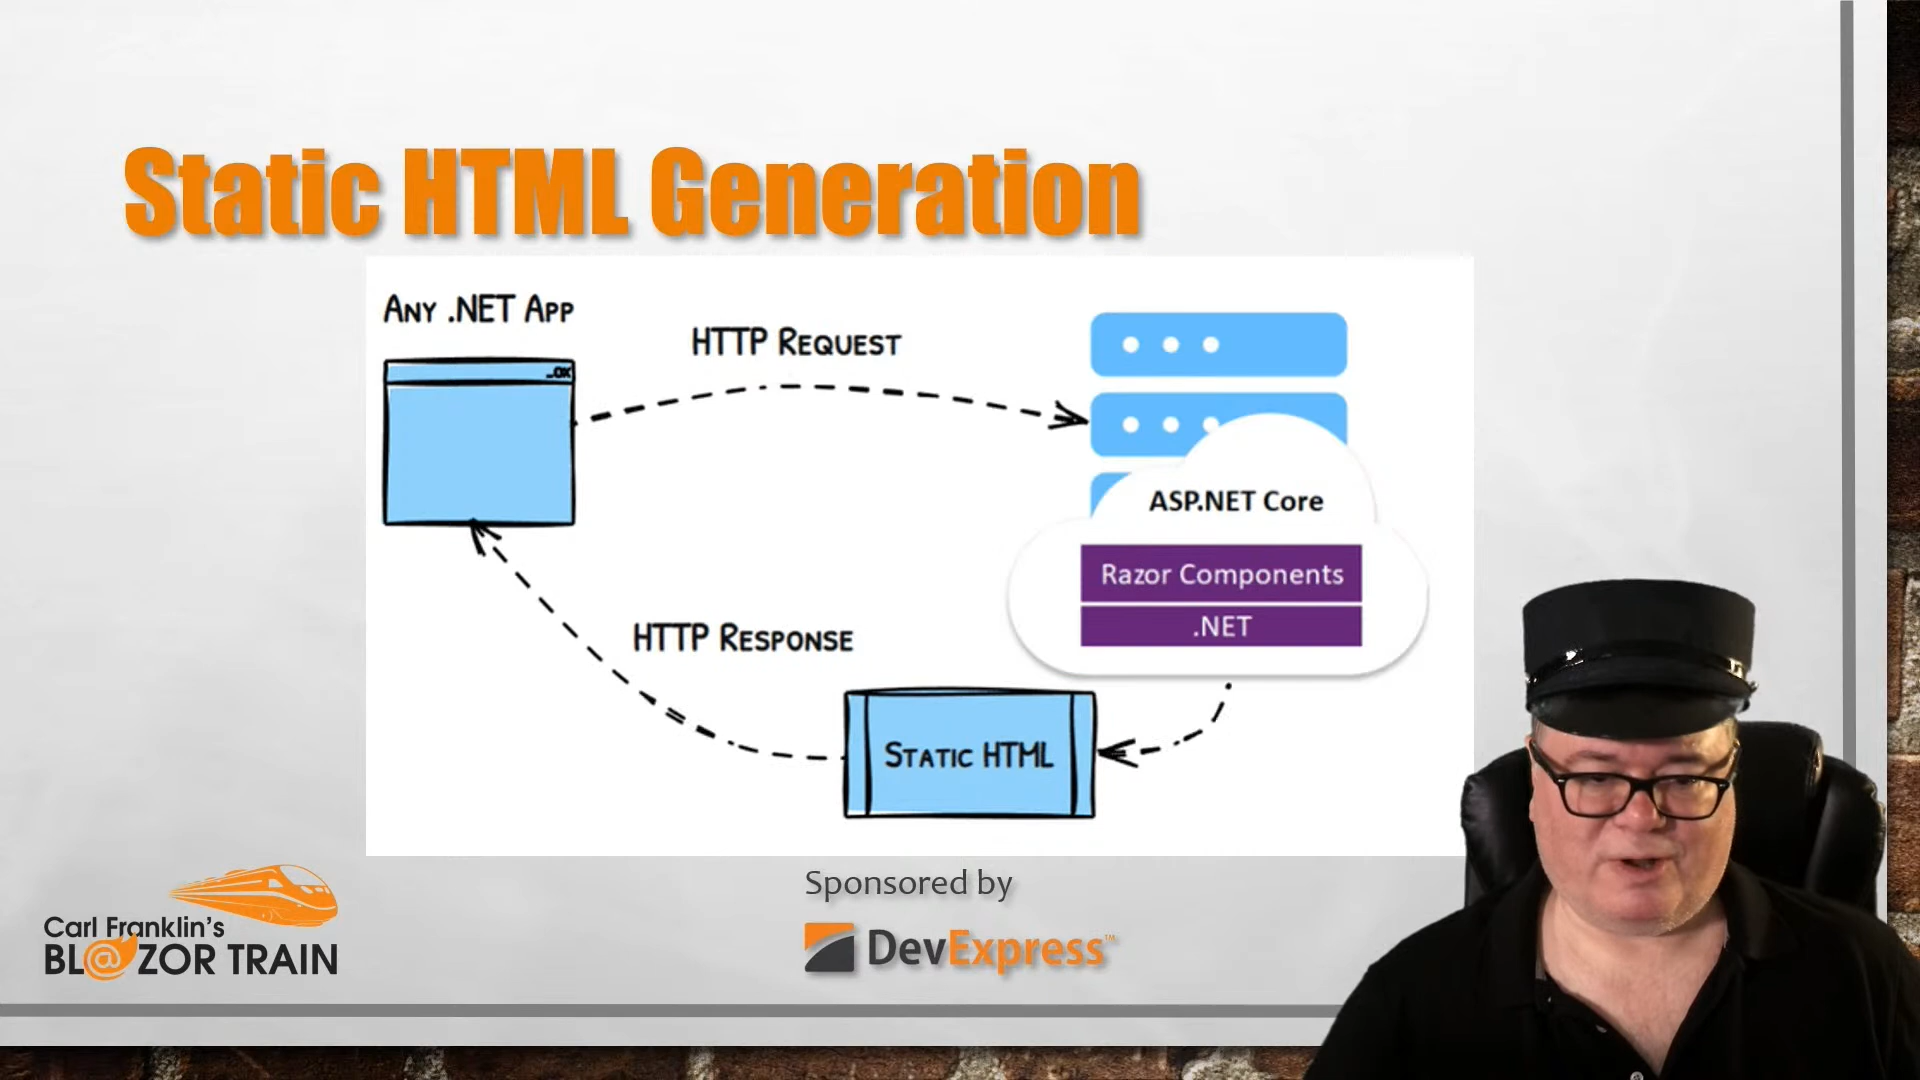 Static HTML Generation
Any .NET App
HTTP Request
ASP.NET Core
Razor Components
.NET
HTTP Response
Static HTML
Sponsored by
DevExpress™
Carl Franklin's
BL@ZOR TRAIN